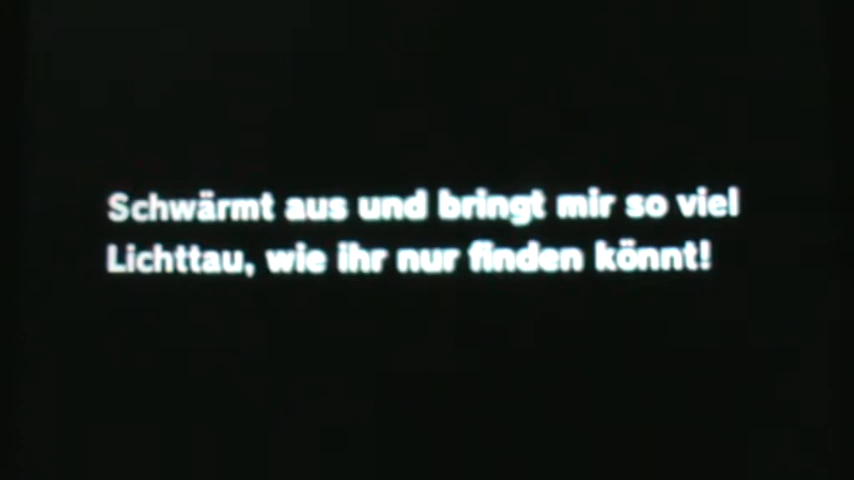 Schwärmt aus und bringt mir so viel
Lichttau, wie ihr nur finden könnt!